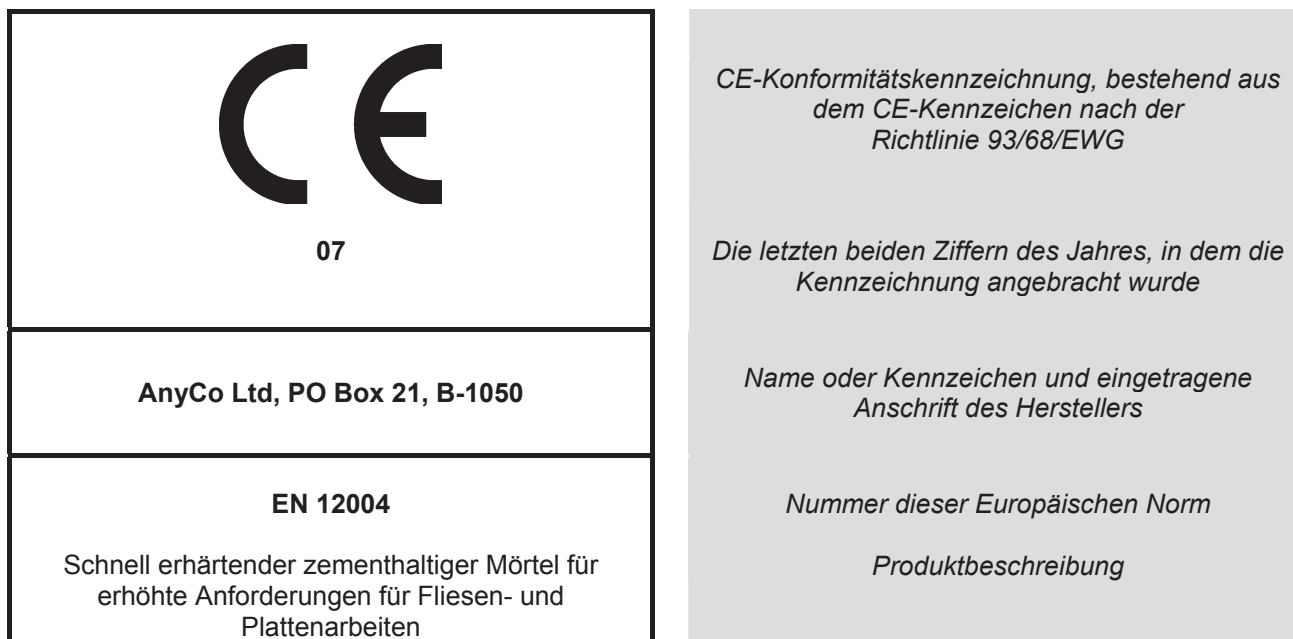 CE
CE-Konformitätskennzeichnung, bestehend aus
dem CE-Kennzeichen nach der
Richtlinie 93/68/EWG
07
Die letzten beiden Ziffern des Jahres, in dem die
Kennzeichnung angebracht wurde
AnyCo Ltd, PO Box 21, B-1050
Name oder Kennzeichen und eingetragene
Anschrift des Herstellers
EN 12004
Nummer dieser Europäischen Norm
Schnell erhärtender zementhaltiger Mörtel für
erhöhte Anforderungen für Fliesen- und
Plattenarbeiten
Produktbeschreibung